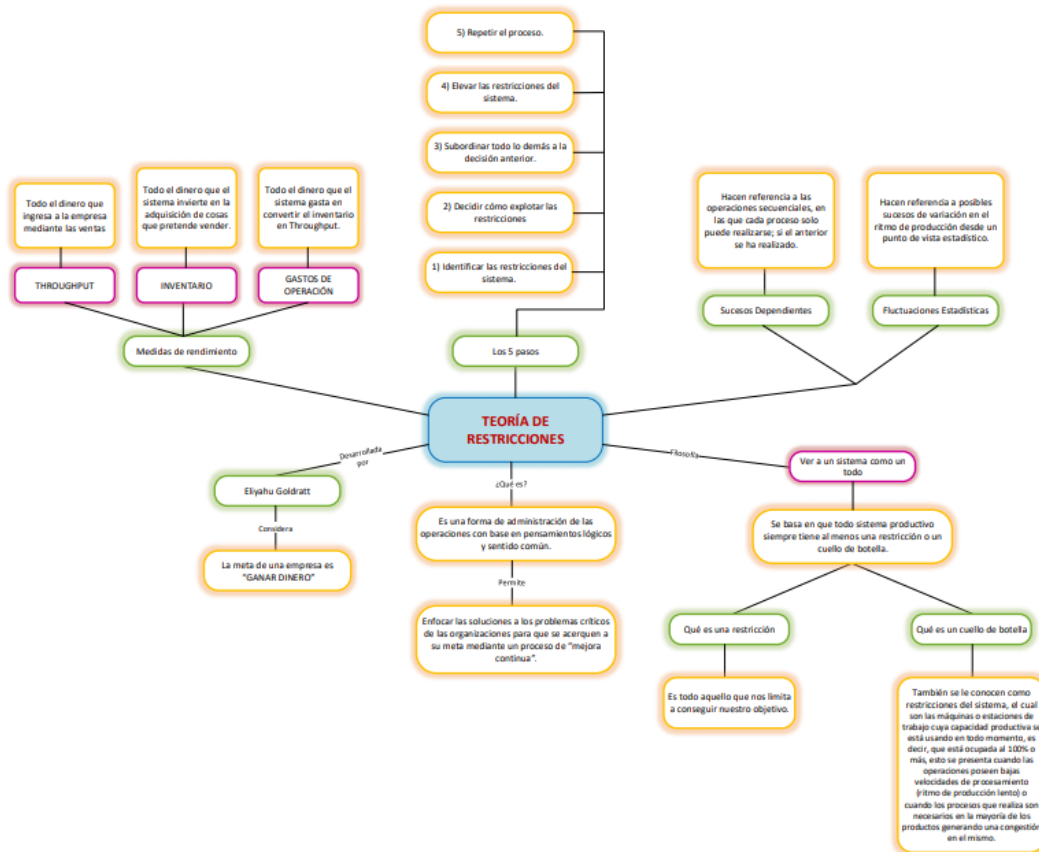 5) Repetir el proceso.
4) Elevar las restricciones del
sistema.
3) Subordinar todo lo demás a la
decisión anterior.
2) Decidir cómo explotar las
restricciones
1) Identificar las restricciones del
sistema.
Todo el dinero que
ingresa a la empresa
mediante las ventas
Todo el dinero que el
sistema invierte en la
adquisición de cosas
que pretende vender.
Todo el dinero que el
sistema gasta en
convertir el inventario
en Throughput.
THROUGHPUT
INVENTARIO
GASTOS DE
OPERACIÓN
Medidas de rendimiento
Los 5 pasos
Hacen referencia a las
operaciones secuenciales, en
las que cada proceso solo
puede realizarse; si el anterior
se ha realizado.
Hacen referencia a posibles
sucesos de variación en el
ritmo de producción desde un
punto de vista estadístico.
Sucesos Dependientes
Fluctuaciones Estadísticas
TEORÍA DE
RESTRICCIONES
Desarrollada
por
Eliyahu Goldratt
Considera
La meta de una empresa es
"GANAR DINERO"
¿Qué es?
Es una forma de administración de las
operaciones con base en pensamientos lógicos
y sentido común.
Permite
Enfocar las soluciones a los problemas críticos
de las organizaciones para que se acerquen a
su meta mediante un proceso de "mejora
continua".
Filosofía
Ver a un sistema como un
todo
Se basa en que todo sistema productivo
siempre tiene al menos una restricción o un
cuello de botella.
Qué es una restricción
Es todo aquello que nos limita
a conseguir nuestro objetivo.
Qué es un cuello de botella
También se le conocen como
restricciones del sistema, el cual
son las máquinas o estaciones de
trabajo cuya capacidad productiva se
está usando en todo momento, es
decir, que está ocupada al 100% o
más, esto se presenta cuando las
operaciones poseen bajas
velocidades de procesamiento
(ritmo de producción lento) o
cuando los procesos que realiza son
necesarios en la mayoría de los
productos generando una congestión
en el mismo.